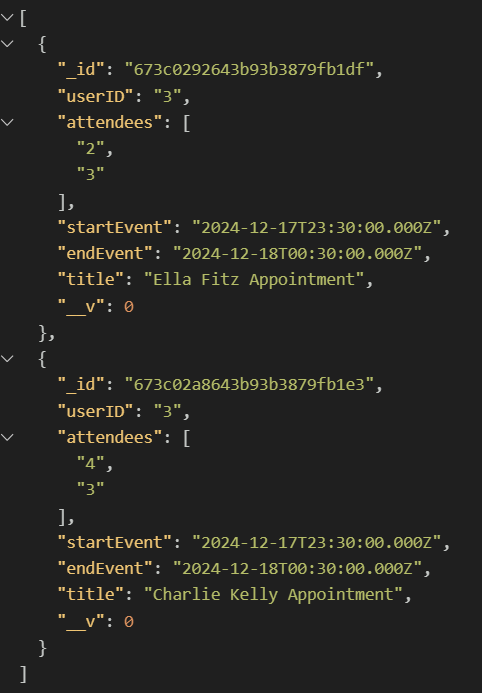 [
{
"_id": "673c0292643b93b3879fb1df",
"userID": "3",
"attendees": [
"2",
"3"
],
"startEvent": "2024-12-17T23:30:00.000Z",
"endEvent": "2024-12-18T00:30:00.000Z",
"title": "Ella Fitz Appointment",
"__v": 0
},
{
"_id": "673c02a8643b93b3879fb1e3",
"userID": "3",
"attendees": [
"4",
"3"
],
"startEvent": "2024-12-17T23:30:00.000Z",
"endEvent": "2024-12-18T00:30:00.000Z",
"title": "Charlie Kelly Appointment",
"__v": 0
}
]